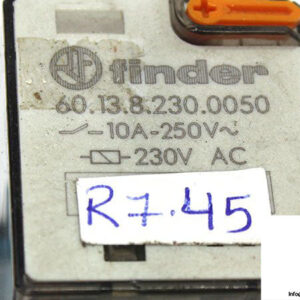 finder
60.13.8.230.0050
10A-250V~
230V AC
R7.45